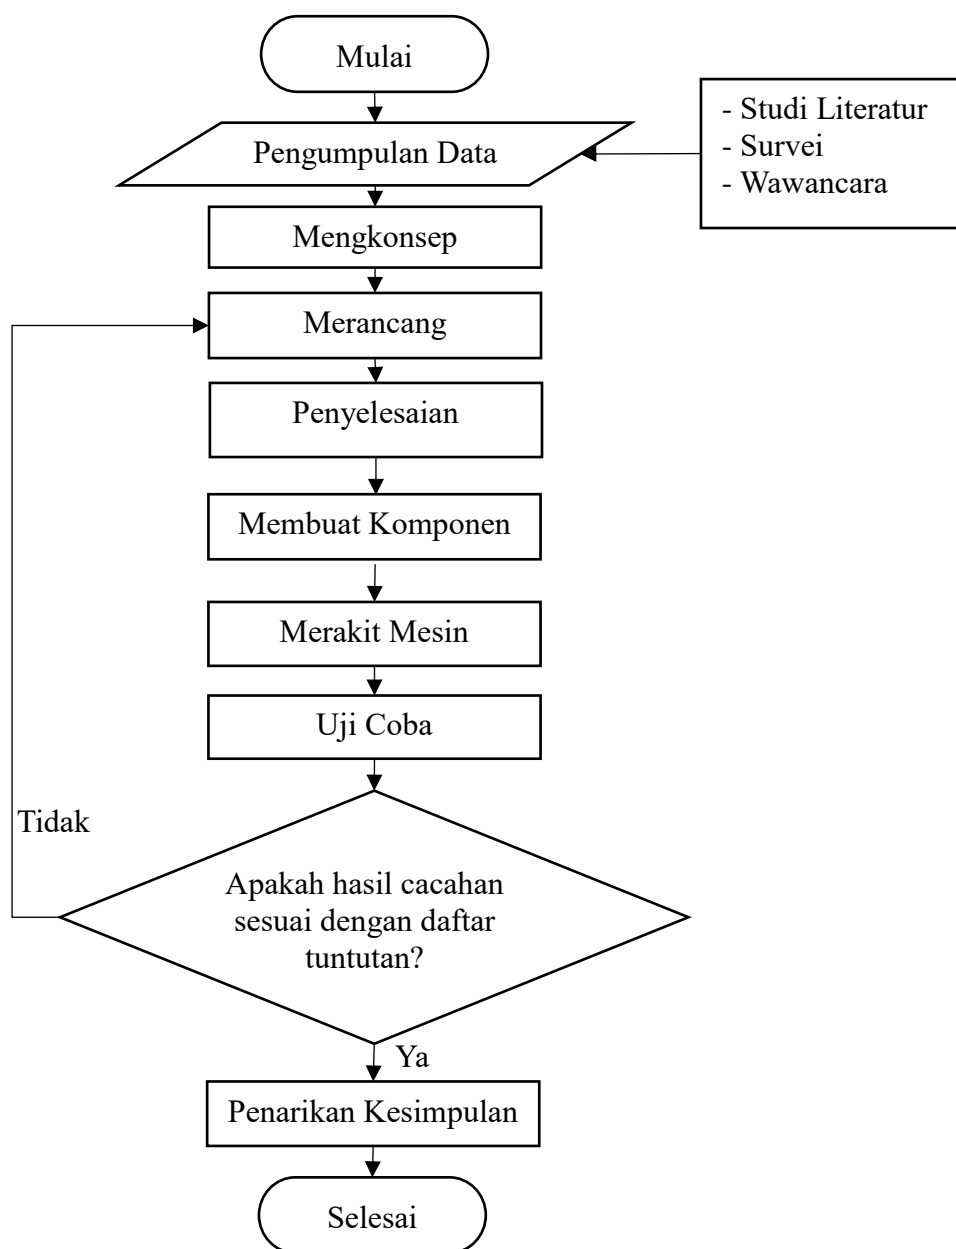 Mulai
Pengumpulan Data
- Studi Literatur
- Survei
- Wawancara
Mengkonsep
Merancang
Penyelesaian
Membuat Komponen
Merakit Mesin
Uji Coba
Tidak
Apakah hasil cacahan
sesuai dengan daftar
tuntutan?
Ya
Penarikan Kesimpulan
Selesai